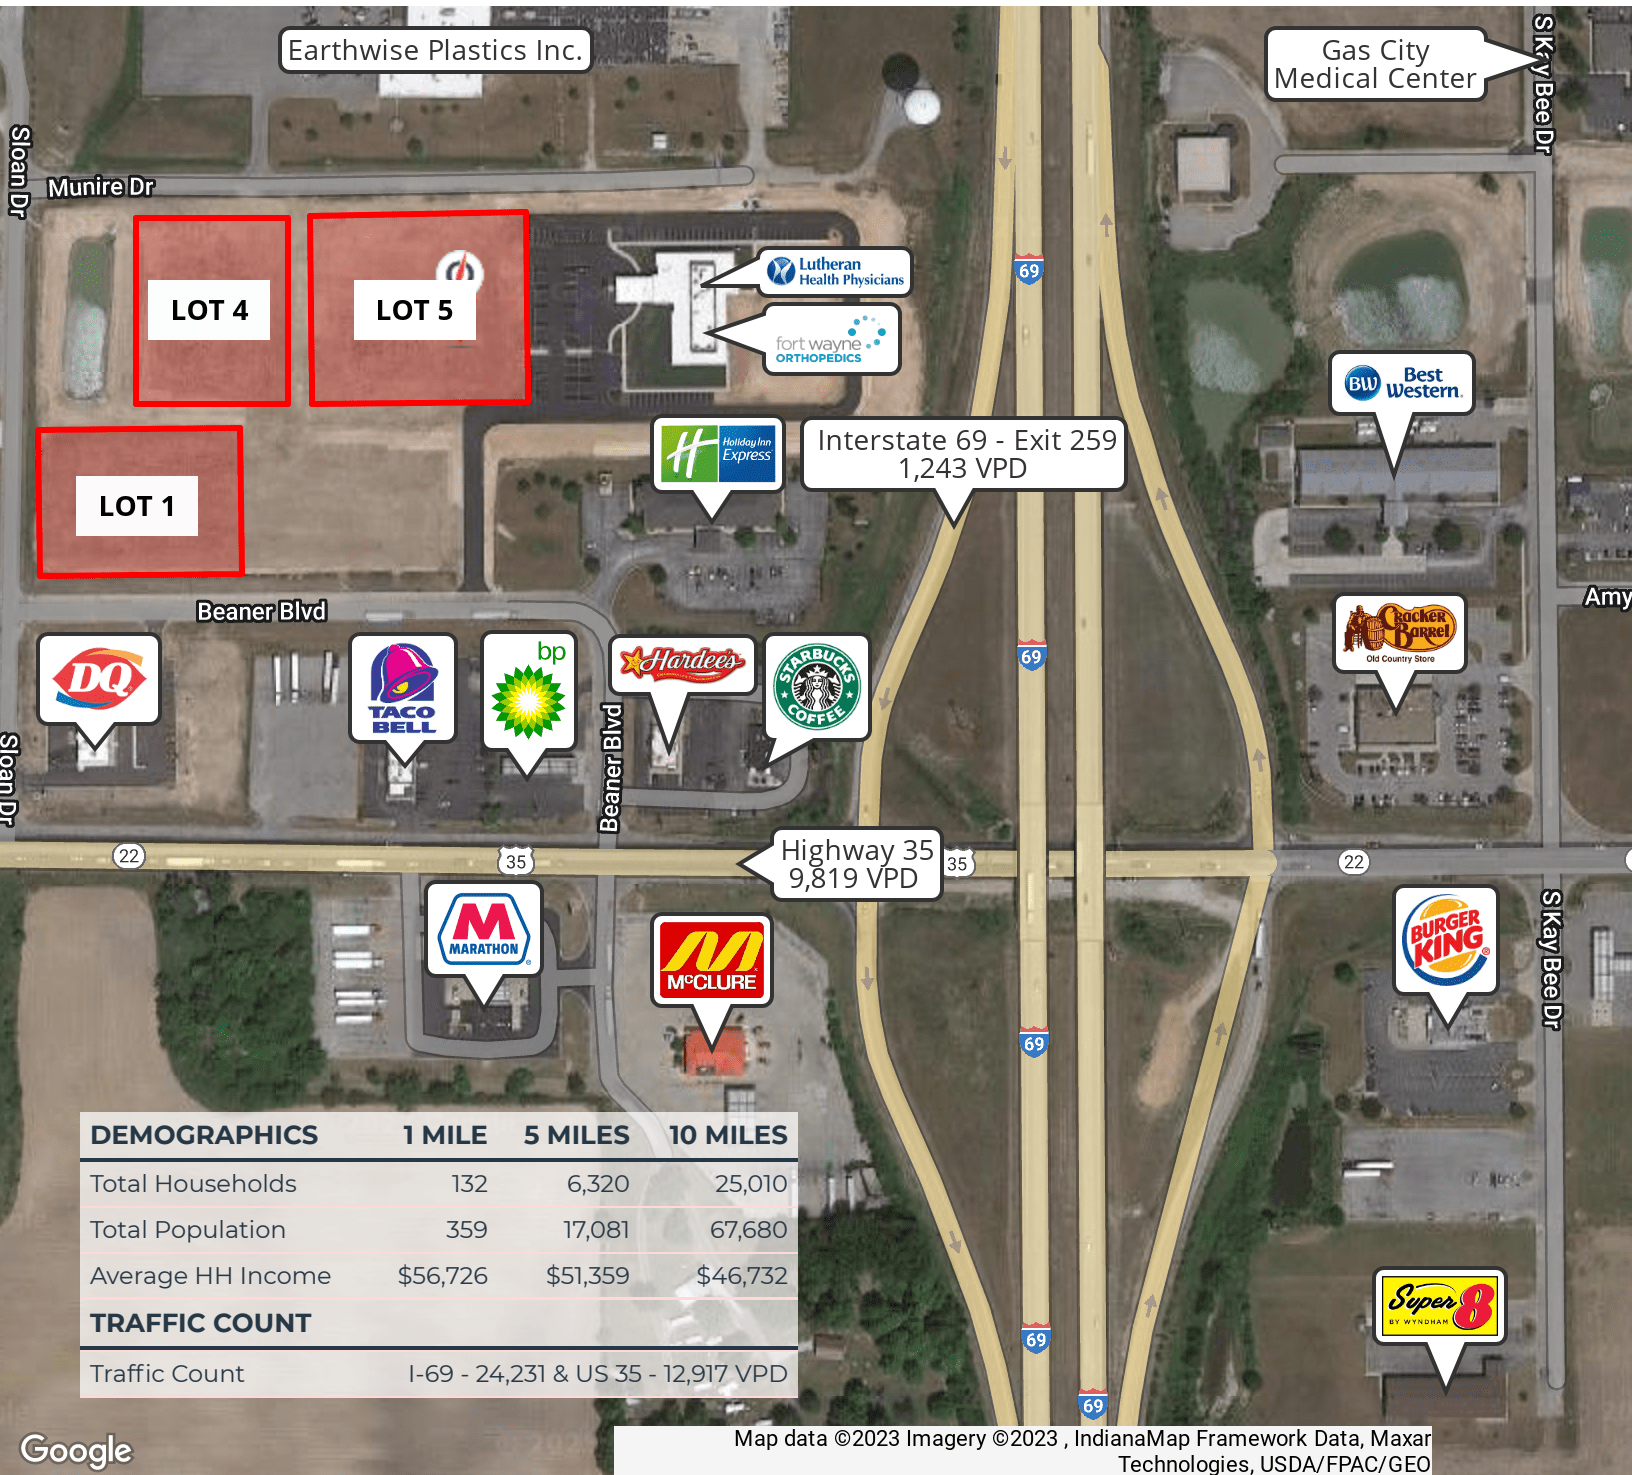 Earthwise Plastics Inc.
Gas City
Medical Center
S Kay Bee Dr
Sloan Dr
Munire Dr
LOT 4
LOT 5
Lutheran
Health Physicians
fort wayne
ORTHOPEDICS
69
BW Best
Western.
Holiday Inn
Express
Interstate 69 - Exit 259
1,243 VPD
LOT 1
Beaner Blvd
Amy
DQ
TACO
BELL
bp
Hardee's
STARBUCKS
COFFEE
69
Cracker
Barrel
Old Country Store
Sloan Dr
Beaner Blvd
22
35
Highway 35
9,819 VPD
35
22
M
MARATHON
M
McCLURE
BURGER
KING
S Kay Bee Dr
69
DEMOGRAPHICS 1 MILE 5 MILES 10 MILES
Total Households 132 6,320 25,010
Total Population 359 17,081 67,680
Average HH Income $56,726 $51,359 $46,732
TRAFFIC COUNT
Traffic Count I-69 - 24,231 & US 35 - 12,917 VPD
69
Super 8
BY WYNDHAM
69
Google
Map data ©2023 Imagery ©2023 , IndianaMap Framework Data, Maxar
Technologies, USDA/FPAC/GEO